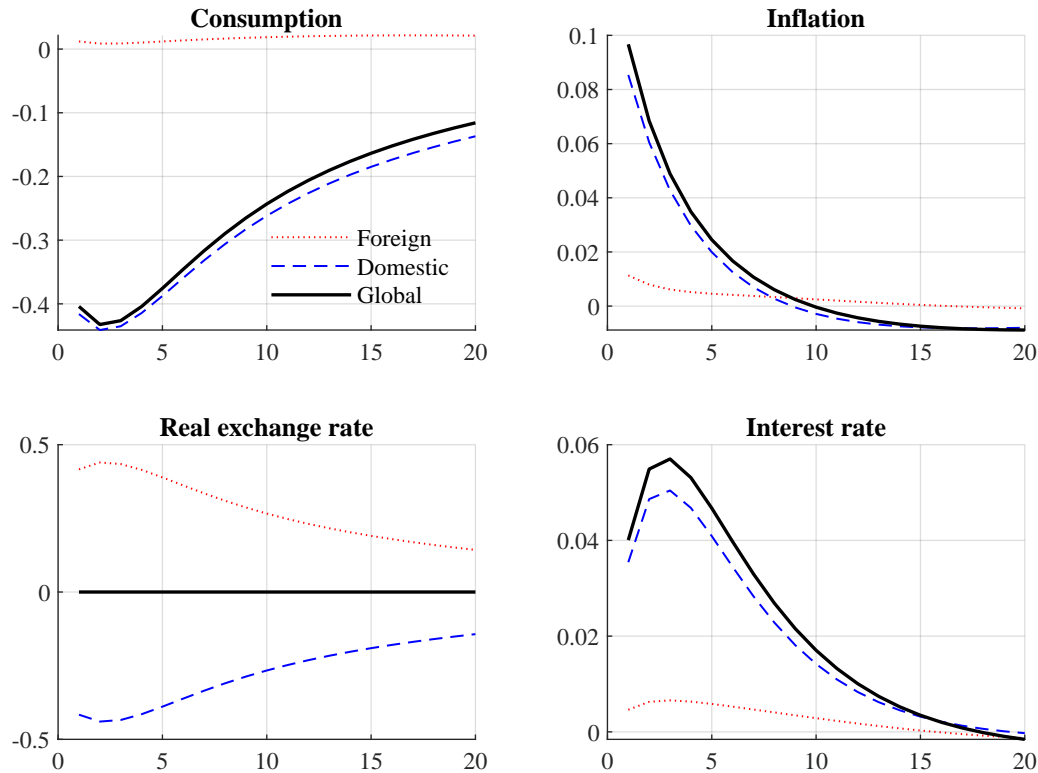 Consumption
0
-0.1
-0.2
-0.3
-0.4
0 5 10 15 20
Foreign
Domestic
Global
Inflation
0.1
0.08
0.06
0.04
0.02
0
0 5 10 15 20
Real exchange rate
0.5
0
-0.5
0 5 10 15 20
Interest rate
0.06
0.04
0.02
0
0 5 10 15 20